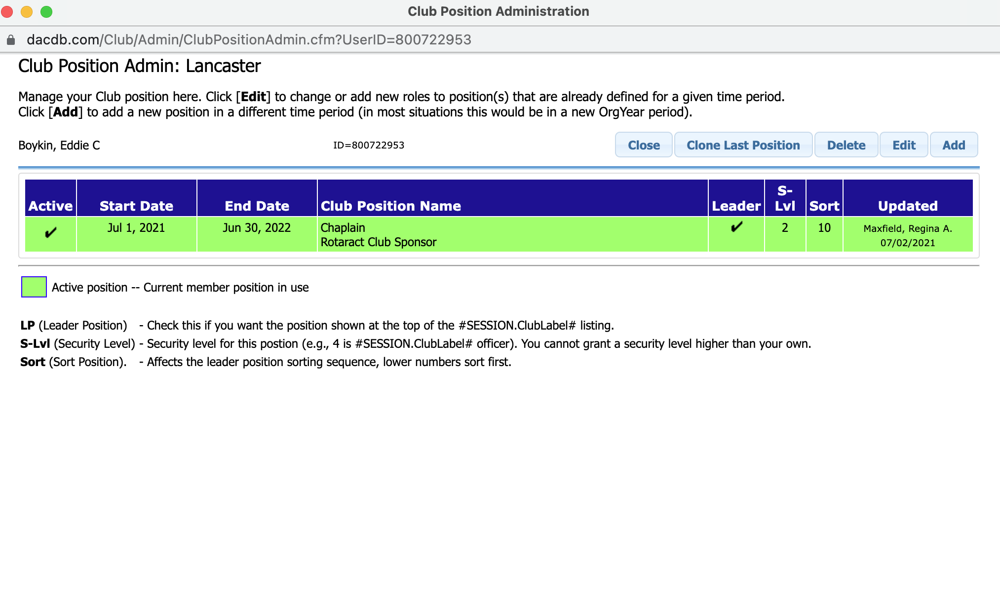 Club Position Administration
dacdb.com/Club/Admin/ClubPositionAdmin.cfm?UserID=800722953
Club Position Admin: Lancaster
Manage your Club position here. Click [Edit] to change or add new roles to position(s) that are already defined for a given time period.
Click [Add] to add a new position in a different time period (in most situations this would be in a new OrgYear period).
Boykin, Eddie C ID=800722953 Close Clone Last Position Delete Edit Add
Active Start Date End Date Club Position Name Leader S-Lvl Sort Updated
✔ Jul 1, 2021 Jun 30, 2022 Chaplain ✔ 2 10 Maxfield, Regina A.
Rotaract Club Sponsor 07/02/2021
Active position -- Current member position in use
LP (Leader Position) - Check this if you want the position shown at the top of the #SESSION.ClubLabel# listing.
S-Lvl (Security Level) - Security level for this postion (e.g., 4 is #SESSION.ClubLabel# officer). You cannot grant a security level higher than your own.
Sort (Sort Position). - Affects the leader position sorting sequence, lower numbers sort first.